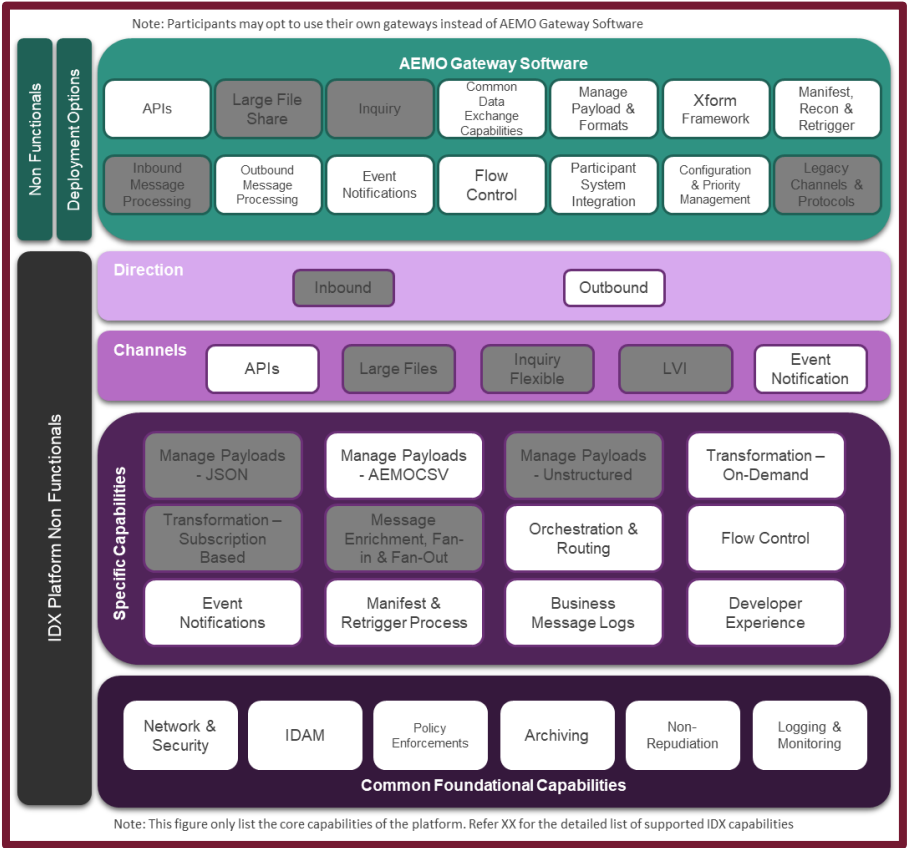 Note: Participants may opt to use their own gateways instead of AEMO Gateway Software
Non Functionals
Deployment Options
AEMO Gateway Software
APIs
Large File
Share
Inquiry
Common
Data
Exchange
Capabilities
Manage
Payload &
Formats
Xform
Framework
Manifest,
Recon &
Retrigger
Inbound
Message
Processing
Outbound
Message
Processing
Event
Notifications
Flow
Control
Participant
System
Integration
Configuration
& Priority
Management
Legacy
Channels &
Protocols
IDX Platform Non Functionals
Direction
Inbound
Outbound
Channels
APIs
Large Files
Inquiry
Flexible
LVI
Event
Notification
Specific Capabilities
Manage Payloads
- JSON
Manage Payloads
- AEMOCSV
Manage Payloads
- Unstructured
Transformation –
On-Demand
Transformation –
Subscription
Based
Message
Enrichment, Fan-
in & Fan-Out
Orchestration &
Routing
Flow Control
Event
Notifications
Manifest &
Retrigger Process
Business
Message Logs
Developer
Experience
Network &
Security
IDAM
Policy
Enforcements
Archiving
Non-
Repudiation
Logging &
Monitoring
Common Foundational Capabilities
Note: This figure only list the core capabilities of the platform. Refer XX for the detailed list of supported IDX capabilities